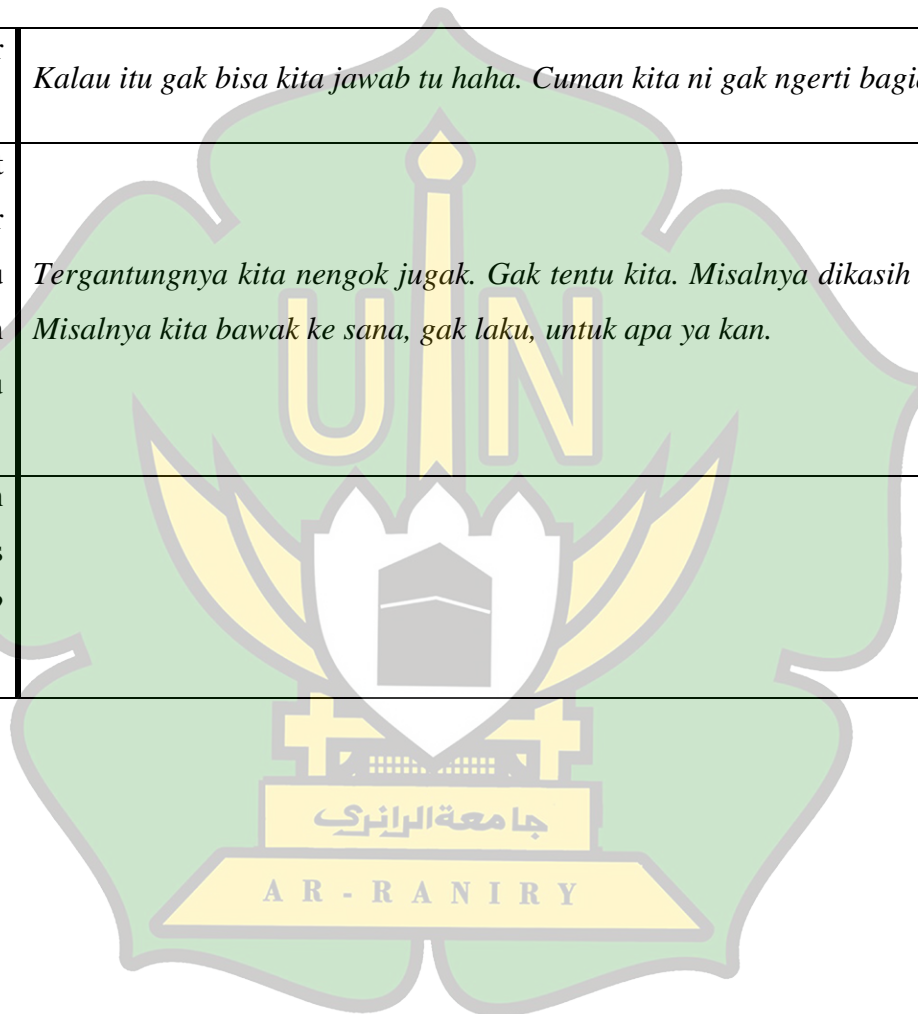 Kalau itu gak bisa kita jawab tu haha. Cuman kita ni gak ngerti
Tergantungnya kita nengok jugak. Gak tentu kita. Misalnya dikasih
Misalnya kita bawak ke sana, gak laku, untuk apa ya kan.
UIN
جامعةالرانري
AR-RANIRY